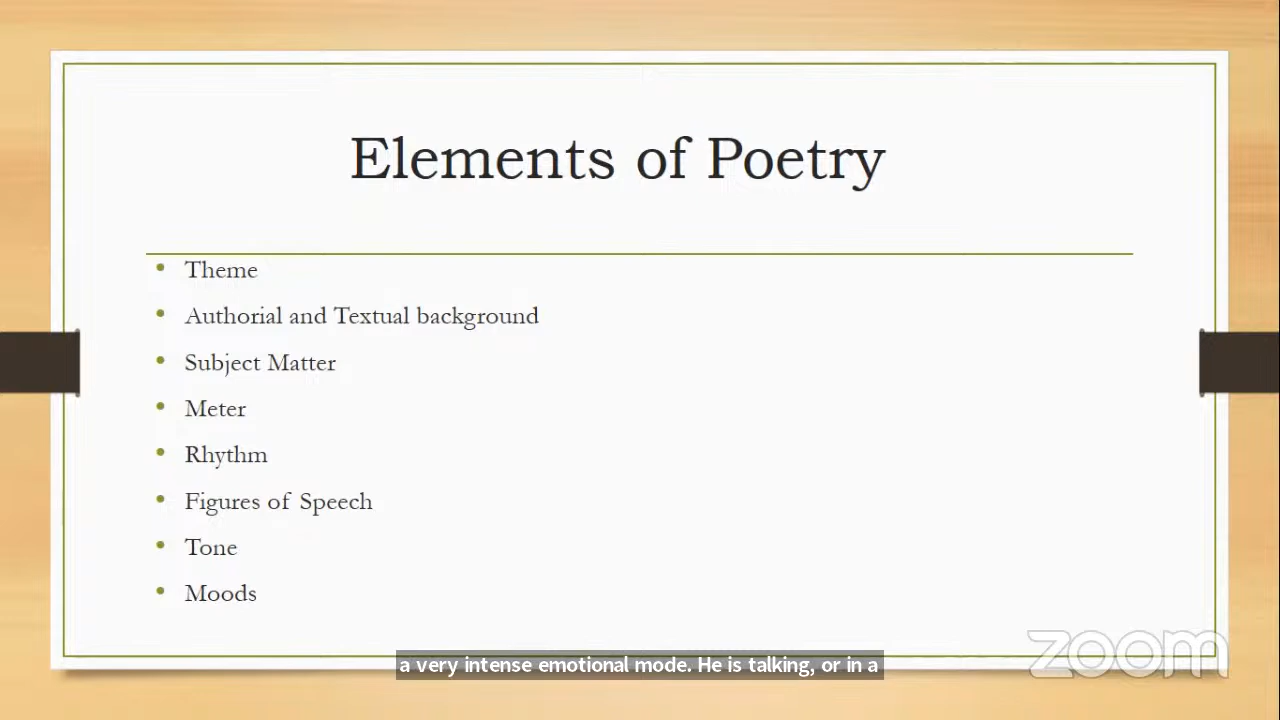 Elements of Poetry
Theme
Authorial and Textual background
Subject Matter
Meter
Rhythm
Figures of Speech
Tone
Moods
a very intense emotional mode. He is talking, or in a
zoom